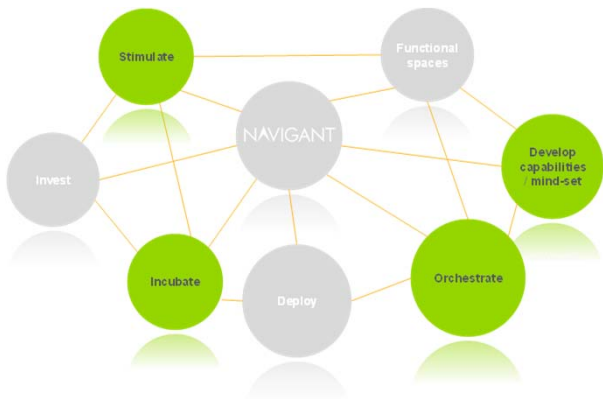 Stimulate
Functional
spaces
NAVIGANT
Develop
capabilities
/ mind-set
Invest
Incubate
Deploy
Orchestrate